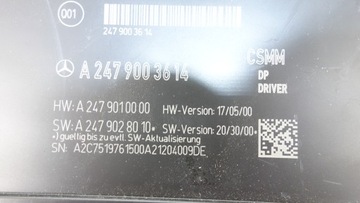 001
247 900 36 14
A 247 900 36 14
CSMM
DP
DRIVER
HW: A 247 901 00 00 HW-Version: 17/05/00
SW: A 247 902 80 10* SW-Version: 20/30/00*
*) gueltig bis zu evtl. SW-Aktualisierung
SN: A2C7519761500A21204009DE